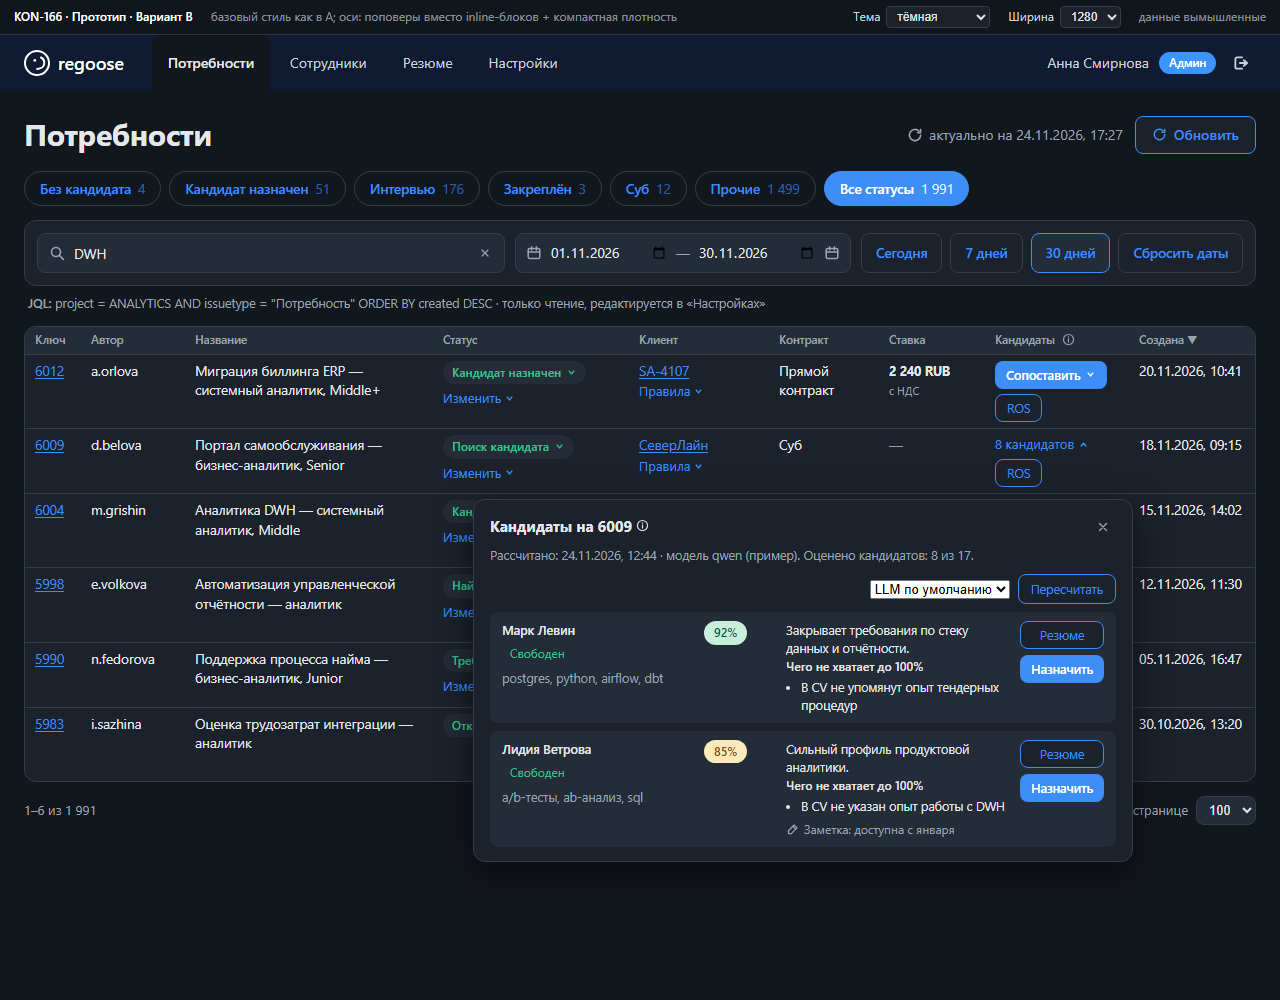 KON-166 · Прототип · Вариант B базовый стиль как в A; оси: поповеры вместо inline-блоков + компактная плотность Тема тёмная Ширина 1280 данные вымышленные
regoose Потребности Сотрудники Резюме Настройки Анна Смирнова Админ
Потребности актуально на 24.11.2026, 17:27 Обновить
Без кандидата 4 Кандидат назначен 51 Интервью 176 Закреплён 3 Суб 12 Прочие 1 499 Все статусы 1 991
DWH 01.11.2026 — 30.11.2026 Сегодня 7 дней 30 дней Сбросить даты
JQL: project = ANALYTICS AND issuetype = "Потребность" ORDER BY created DESC · только чтение, редактируется в «Настройках»
Ключ Автор Название Статус Клиент Контракт Ставка Кандидаты Создана ▼
6012 a.orlova Миграция биллинга ERP — системный аналитик, Middle+ Кандидат назначен Изменить SA-4107 Правила Прямой контракт 2 240 RUB с НДС Сопоставить ROS 20.11.2026, 10:41
6009 d.belova Портал самообслуживания — бизнес-аналитик, Senior Поиск кандидата Изменить СеверЛайн Правила Суб — 8 кандидатов ROS 18.11.2026, 09:15
6004 m.grishin Аналитика DWH — системный аналитик, Middle Кан Изме 15.11.2026, 14:02
5998 e.volkova Автоматизация управленческой отчётности — аналитик Най Изме 12.11.2026, 11:30
5990 n.fedorova Поддержка процесса найма — бизнес-аналитик, Junior Треб Изме 05.11.2026, 16:47
5983 i.sazhina Оценка трудозатрат интеграции — аналитик Отк 30.10.2026, 13:20
Кандидаты на 6009
Рассчитано: 24.11.2026, 12:44 · модель qwen (пример). Оценено кандидатов: 8 из 17.
LLM по умолчанию Пересчитать
Марк Левин 92% Закрывает требования по стеку данных и отчётности. Резюме
Свободен Чего не хватает до 100% Назначить
postgres, python, airflow, dbt • В CV не упомянут опыт тендерных процедур
Лидия Ветрова 85% Сильный профиль продуктовой аналитики. Резюме
Свободен Чего не хватает до 100% Назначить
a/b-тесты, ab-анализ, sql • В CV не указан опыт работы с DWH
Заметка: доступна с января
1–6 из 1 991 странице 100